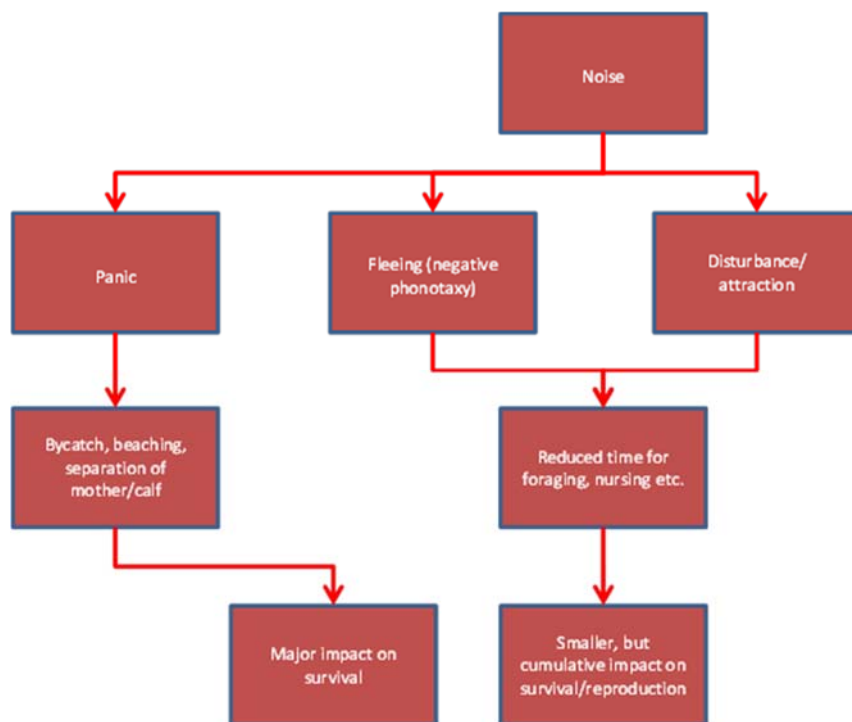 Noise
Panic
Fleeing (negative
phonotaxy)
Disturbance/
attraction
Bycatch, beaching,
separation of
mother/calf
Reduced time for
foraging, nursing etc.
Major impact on
survival
Smaller, but
cumulative impact on
survival/reproduction